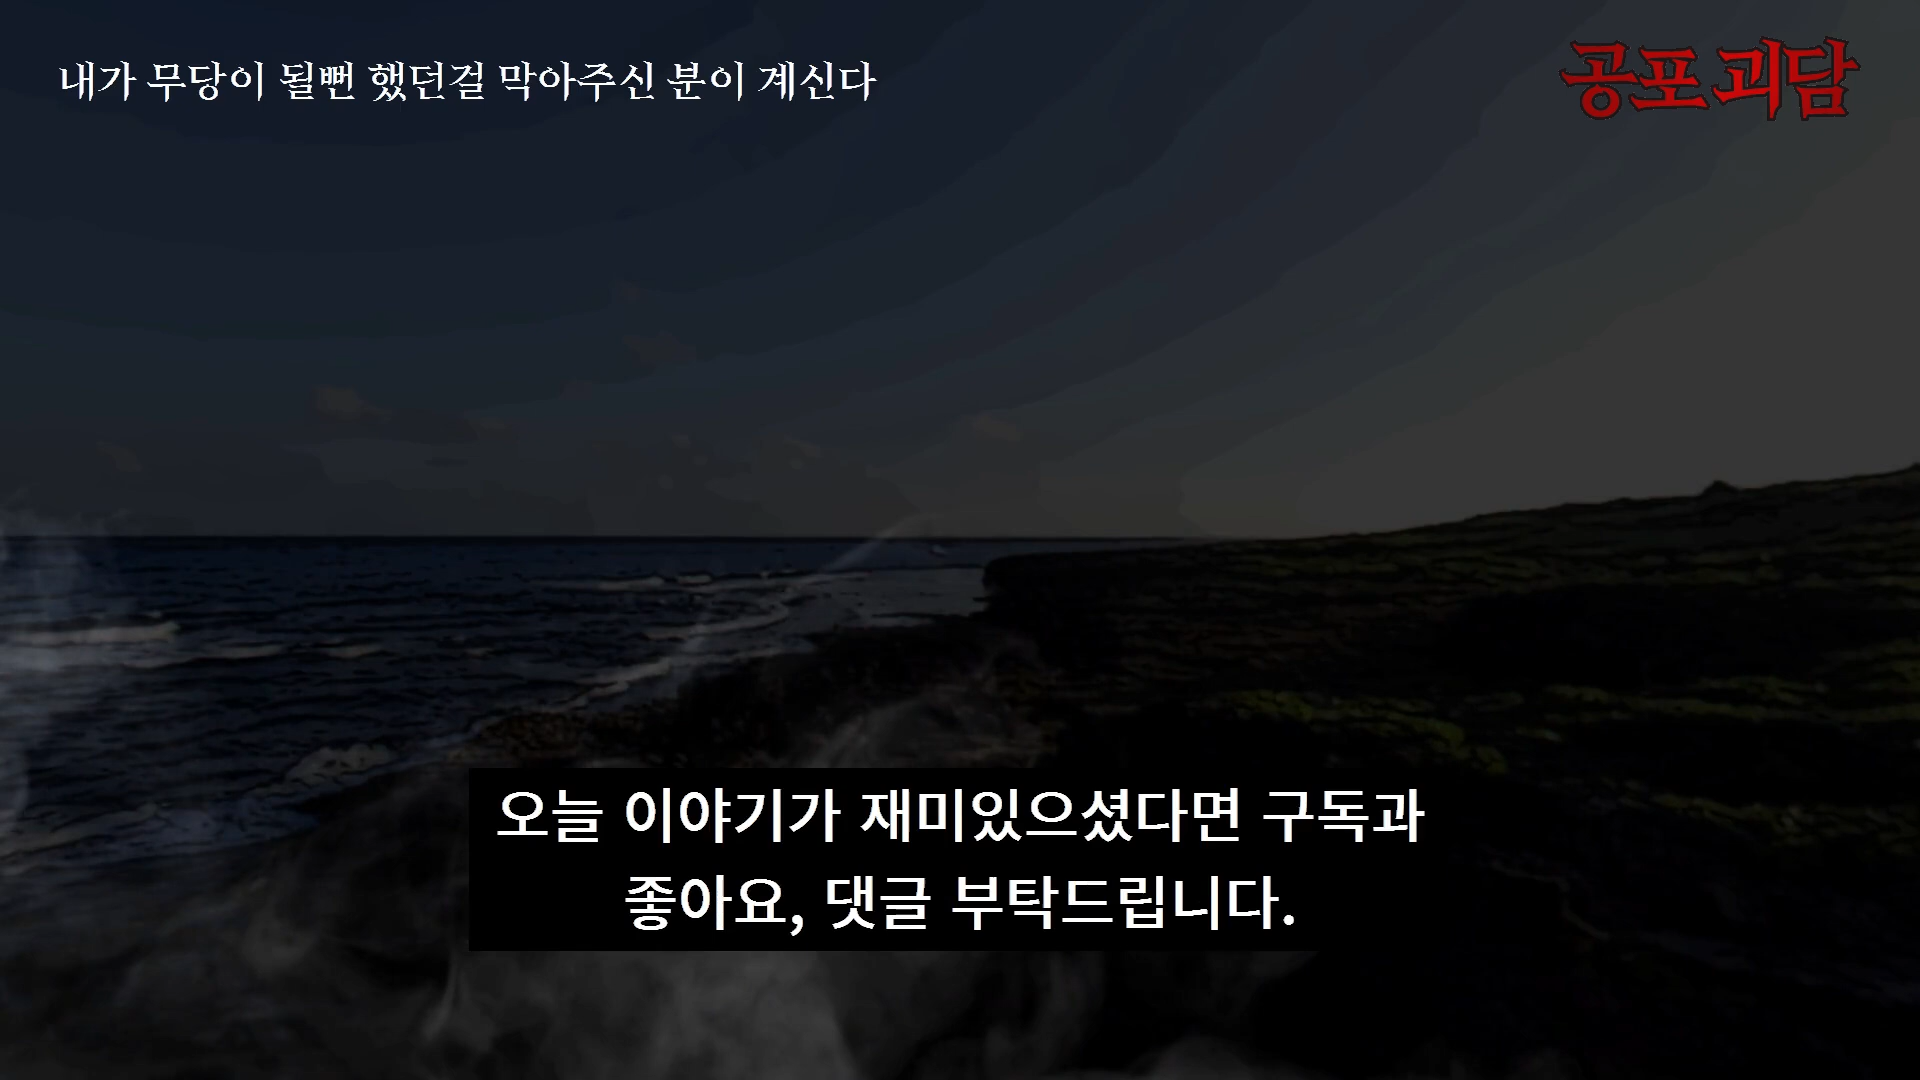 내가 무당이 될뻔 했던걸 막아주신 분이 계신다
공포괴담
오늘 이야기가 재미있으셨다면 구독과
좋아요, 댓글 부탁드립니다.